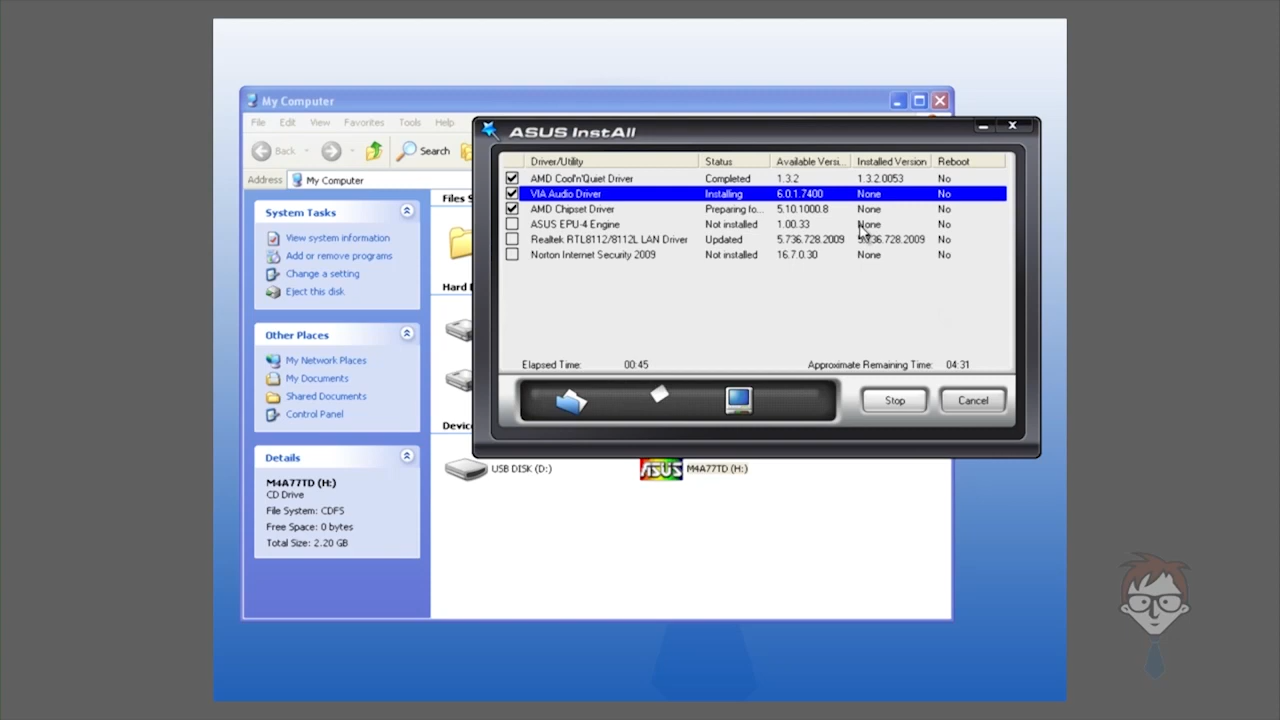 My Computer
File Edit View Favorites Tools Help
Back Search
Address My Computer
System Tasks
View system information
Add or remove programs
Change a setting
Eject this disk
Other Places
My Network Places
My Documents
Shared Documents
Control Panel
Details
M4A77TD (H:)
CD Drive
File System: CDFS
Free Space: 0 bytes
Total Size: 2.20 GB
Files S
Hard
Device
USB DISK (D:)
ASUS M4A77TD (H:)
ASUS InstAll
Driver/Utility Status Available Versi... Installed Version Reboot
AMD Cool'n'Quiet Driver Completed 1.3.2 1.3.2.0053 No
VIA Audio Driver Installing 6.0.1.7400 None No
AMD Chipset Driver Preparing fo... 5.10.1000.8 None No
ASUS EPU-4 Engine Not installed 1.00.33 None No
Realtek RTL8112/8112L LAN Driver Updated 5.736.728.2009 5.736.728.2009 No
Norton Internet Security 2009 Not installed 16.7.0.30 None No
Elapsed Time: 00:45 Approximate Remaining Time: 04:31
Stop Cancel